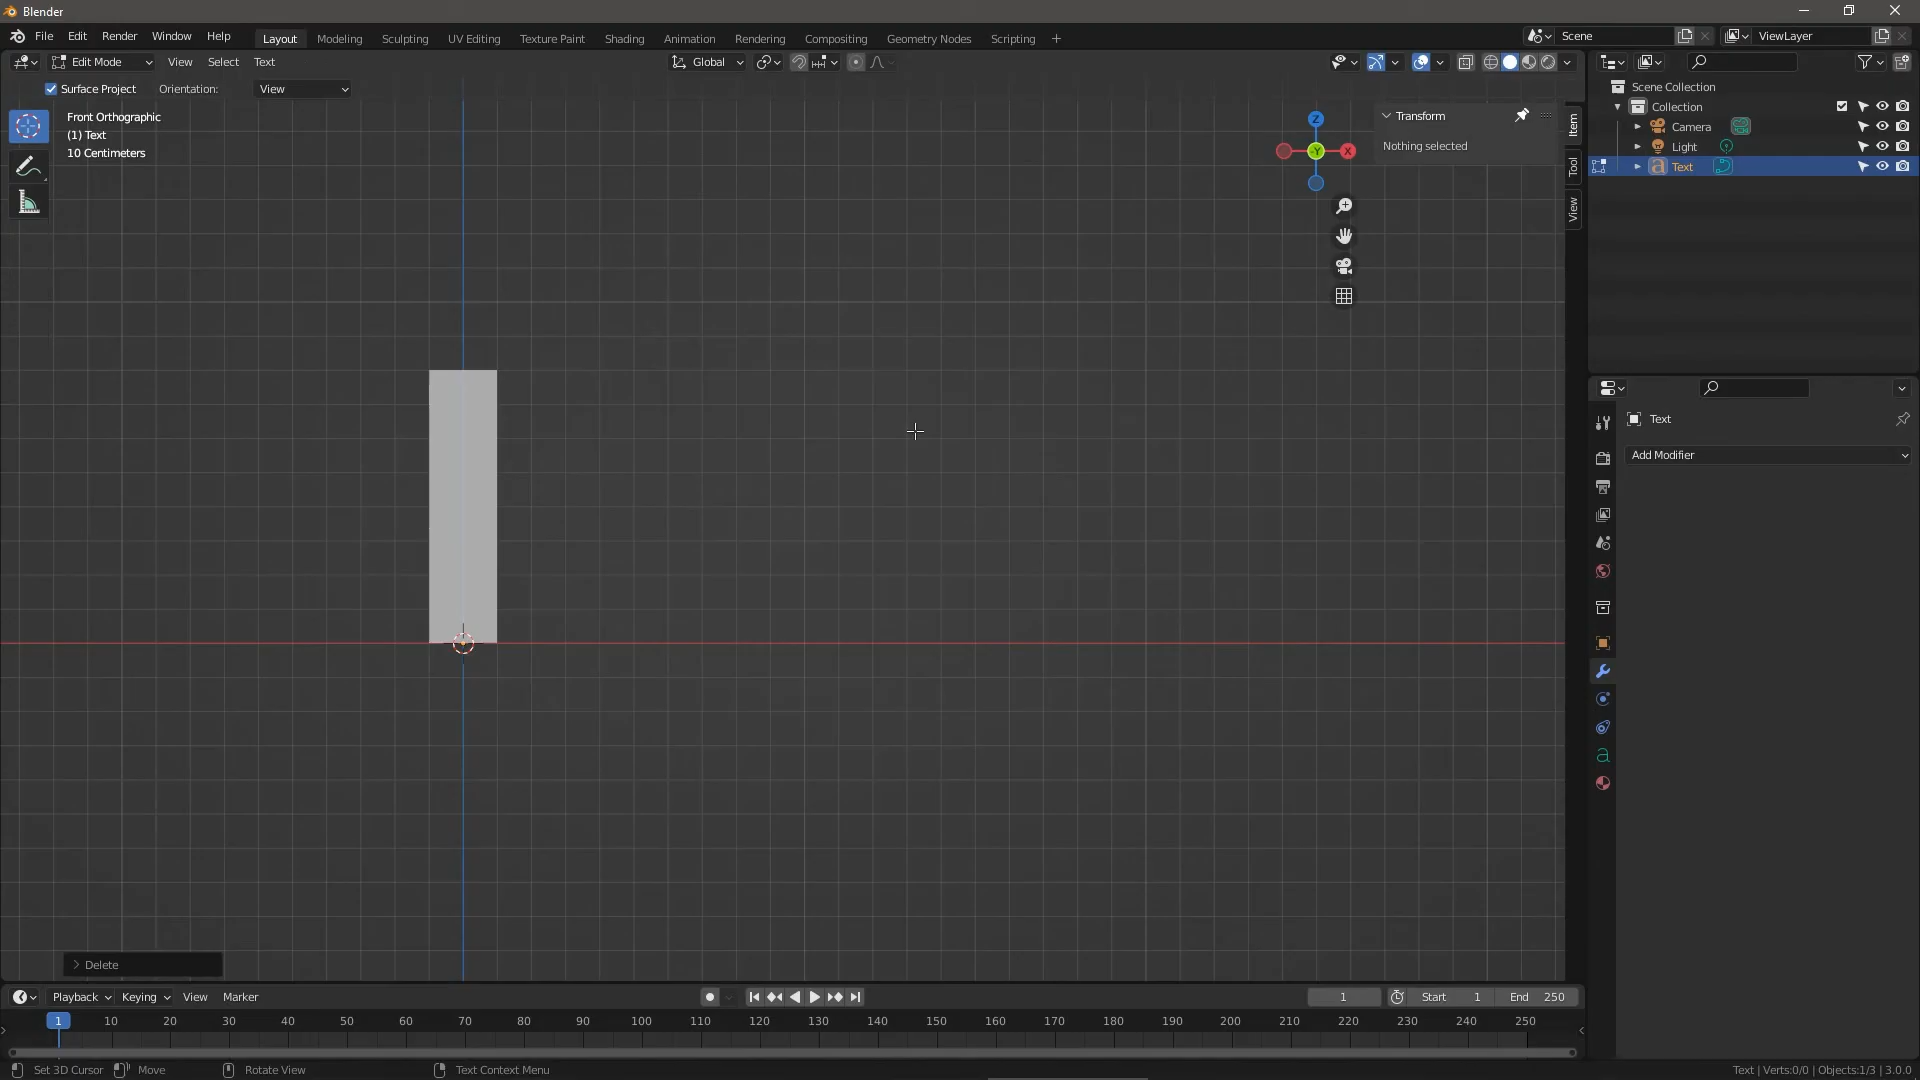 Blender
File Edit Render Window Help Layout Modeling Sculpting UV Editing Texture Paint Shading Animation Rendering Compositing Geometry Nodes Scripting + Scene ViewLayer
Edit Mode View Select Text Global
Surface Project Orientation: View
Front Orthographic
(1) Text
10 Centimeters
Z
-Y
X
Transform
Nothing selected
Item
Tool
View
Scene Collection
Collection
Camera
Light
Text
Text
Add Modifier
Delete
Playback Keying View Marker 1 Start 1 End 250
1 10 20 30 40 50 60 70 80 90 100 110 120 130 140 150 160 170 180 190 200 210 220 230 240 250
Set 3D Cursor Move Rotate View Text Context Menu Text | Verts:0/0 | Objects:1/3 | 3.0.0